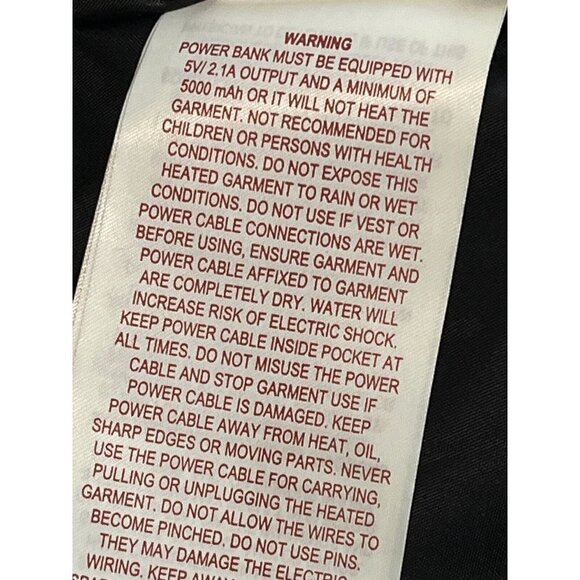 WARNING
POWER BANK MUST BE EQUIPPED WITH
5V/2.1A OUTPUT AND A MINIMUM OF
5000 mAh OR IT WILL NOT HEAT THE
GARMENT. NOT RECOMMENDED FOR
CHILDREN OR PERSONS WITH HEALTH
CONDITIONS. DO NOT EXPOSE THIS
HEATED GARMENT TO RAIN OR WET
CONDITIONS. DO NOT USE IF VEST OR
POWER CABLE CONNECTIONS ARE WET.
BEFORE USING, ENSURE GARMENT AND
POWER CABLE AFFIXED TO GARMENT
ARE COMPLETELY DRY. WATER WILL
INCREASE RISK OF ELECTRIC SHOCK.
KEEP POWER CABLE INSIDE POCKET AT
ALL TIMES. DO NOT MISUSE THE POWER
CABLE AND STOP GARMENT USE IF
POWER CABLE IS DAMAGED. KEEP
POWER CABLE AWAY FROM HEAT, OIL,
SHARP EDGES OR MOVING PARTS. NEVER
USE THE POWER CABLE FOR CARRYING,
PULLING OR UNPLUGGING THE HEATED
GARMENT. DO NOT ALLOW THE WIRES TO
BECOME PINCHED. DO NOT USE PINS.
THEY MAY DAMAGE THE ELECTRIC
WIRING. KEEP AWAY